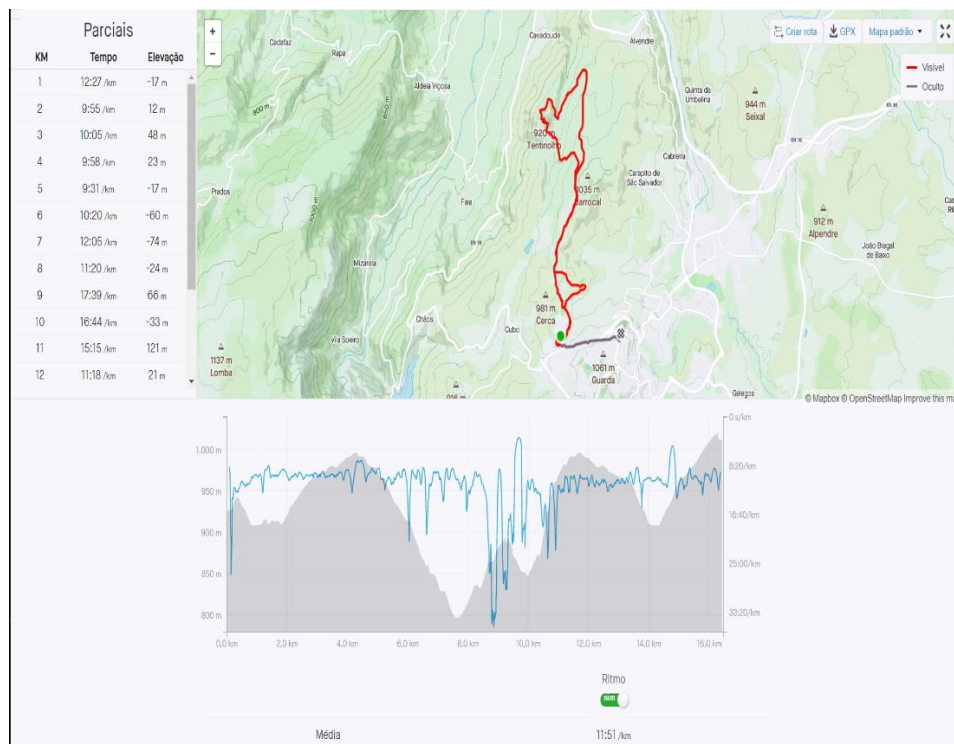 Parciais
KM Tempo Elevação
1 12:27 /km -17 m
2 9:55 /km 12 m
3 10:05 /km 48 m
4 9:58 /km 23 m
5 9:31 /km -17 m
6 10:20 /km -60 m
7 12:05 /km -74 m
8 11:20 /km -24 m
9 17:39 /km 66 m
10 16:44 /km -33 m
11 15:15 /km 121 m
12 11:18 /km 21 m
+
-
Criar rota
GPX
Mapa padrão
Visível
Oculto
Cadafaz
Rapa
Cavadoude
Alvendre
Aldeia Viçosa
800 m
Quinta da
Umbelina
944 m
Seixal
920 m
Tentinolho
Cabreira
Carapito de
São Salvador
1035 m
Barrocal
Prados
1000 m
Faia
912 m
Alpendre
João Bragal
de Baixo
Mizarela
981 m
Cerca
Chãos
Cubo
Vila Soeiro
1137 m
Lomba
1061 m
Guarda
Galegos
916 m
© Mapbox © OpenStreetMap Improve this ma
1.000 m
950 m
900 m
850 m
800 m
0 s/km
8:20/km
16:40/km
25:00/km
33:20/km
0,0 km 2,0 km 4,0 km 6,0 km 8,0 km 10,0 km 12,0 km 14,0 km 16,0 km
Ritmo
Média 11:51 /km